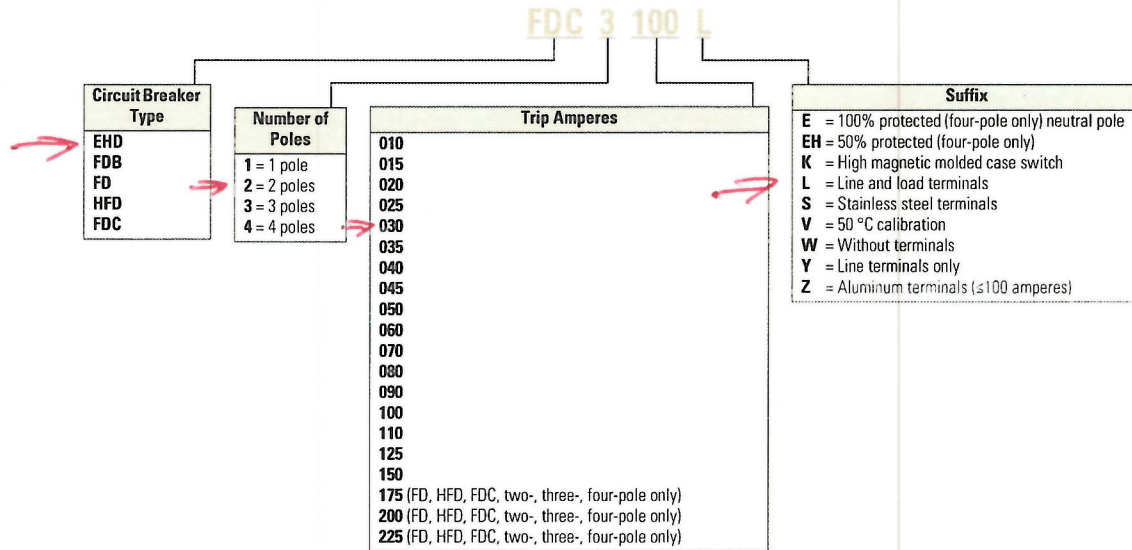 FDC 3 100 L
Circuit Breaker
Type
EHD
FDB
FD
HFD
FDC
Number of
Poles
1 = 1 pole
2 = 2 poles
3 = 3 poles
4 = 4 poles
Trip Amperes
010
015
020
025
030
035
040
045
050
060
070
080
090
100
110
125
150
175 (FD, HFD, FDC, two-, three-, four-pole only)
200 (FD, HFD, FDC, two-, three-, four-pole only)
225 (FD, HFD, FDC, two-, three-, four-pole only)
Suffix
E = 100% protected (four-pole only) neutral pole
EH = 50% protected (four-pole only)
K = High magnetic molded case switch
L = Line and load terminals
S = Stainless steel terminals
V = 50 °C calibration
W = Without terminals
Y = Line terminals only
Z = Aluminum terminals (≤100 amperes)